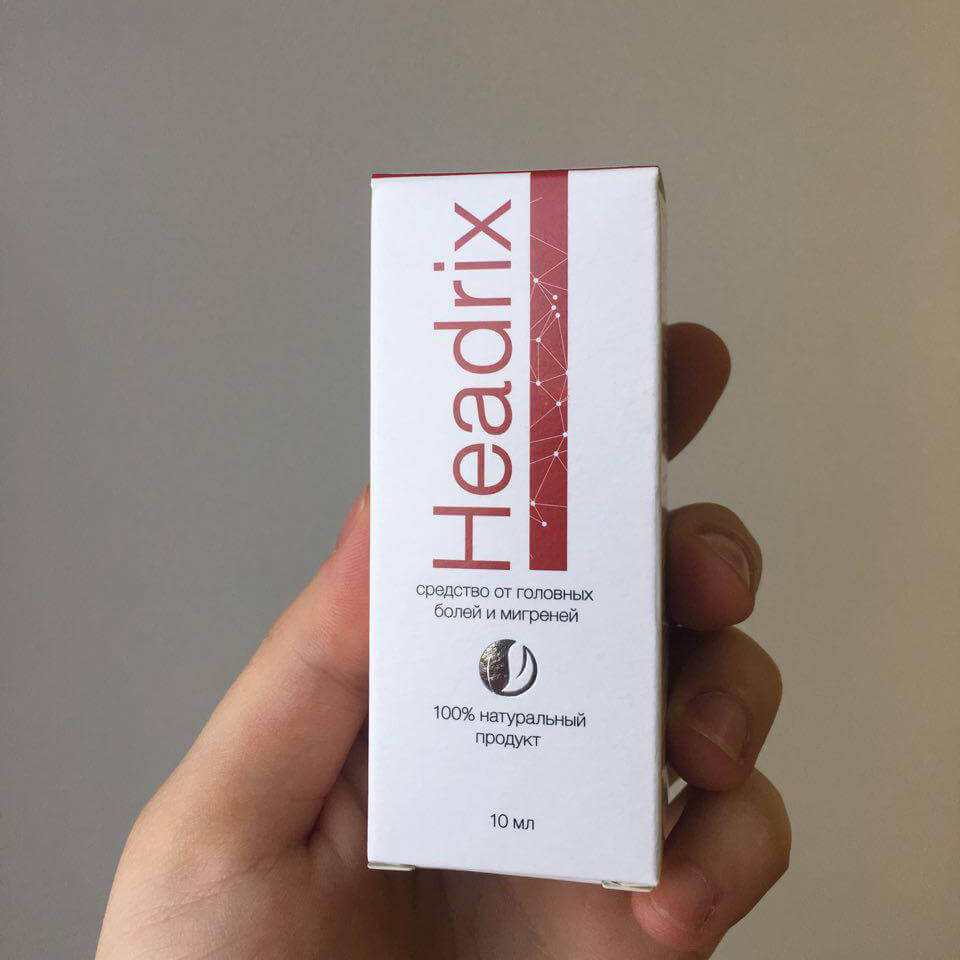 Headrix
средство от головных
болей и мигреней
100% натуральный
продукт
10 мл